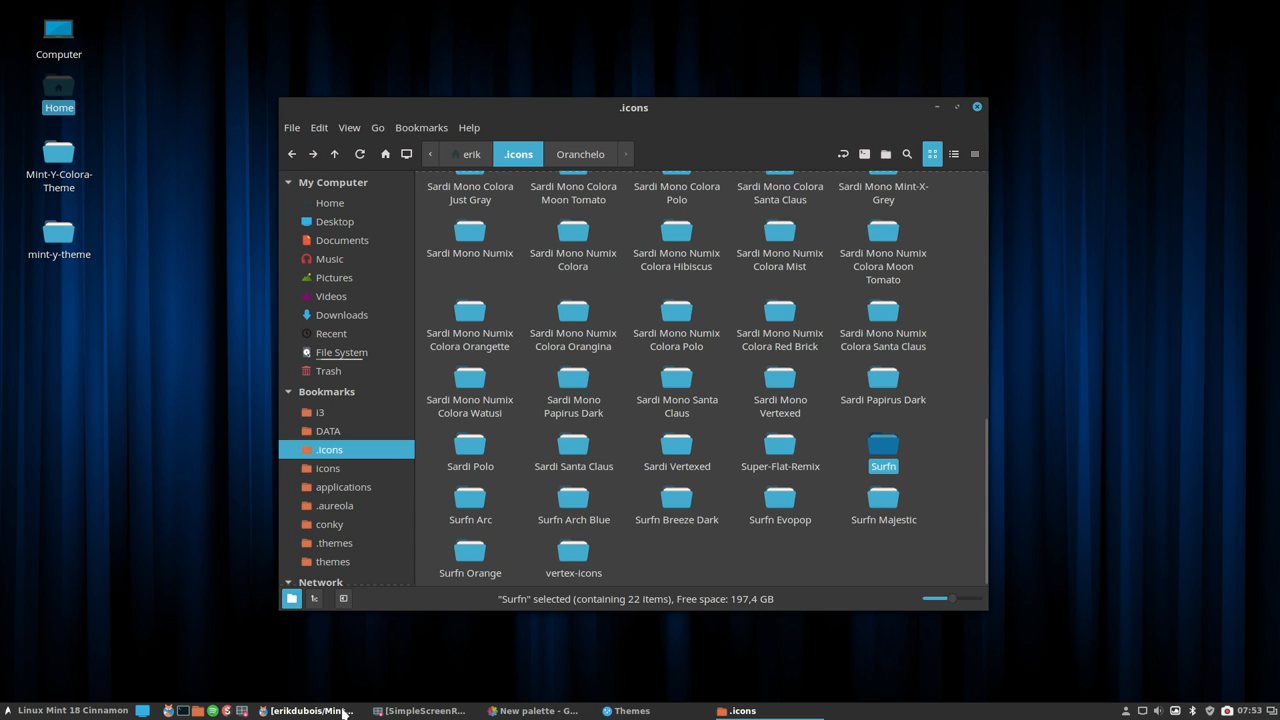 Computer
Home
Mint-Y-Colora-
Theme
mint-y-theme
.icons
File Edit View Go Bookmarks Help
erik .icons Oranchelo
My Computer
Home
Desktop
Documents
Music
Pictures
Videos
Downloads
Recent
File System
Trash
Bookmarks
i3
DATA
.icons
icons
applications
.aureola
conky
.themes
themes
Network
Sardi Mono Colora
Just Gray
Sardi Mono Colora
Moon Tomato
Sardi Mono Colora
Polo
Sardi Mono Colora
Santa Claus
Sardi Mono Mint-X-
Grey
Sardi Mono Numix
Sardi Mono Numix
Colora
Sardi Mono Numix
Colora Hibiscus
Sardi Mono Numix
Colora Mist
Sardi Mono Numix
Colora Moon
Tomato
Sardi Mono Numix
Colora Orangette
Sardi Mono Numix
Colora Orangina
Sardi Mono Numix
Colora Polo
Sardi Mono Numix
Colora Red Brick
Sardi Mono Numix
Colora Santa Claus
Sardi Mono Numix
Colora Watusi
Sardi Mono
Papirus Dark
Sardi Mono Santa
Claus
Sardi Mono
Vertexed
Sardi Papirus Dark
Sardi Polo
Sardi Santa Claus
Sardi Vertexed
Super-Flat-Remix
Surfn
Surfn Arc
Surfn Arch Blue
Surfn Breeze Dark
Surfn Evopop
Surfn Majestic
Surfn Orange
vertex-icons
"Surfn" selected (containing 22 items), Free space: 197,4 GB
Linux Mint 18 Cinnamon [erikdubois/Min... [SimpleScreenR... New palette - G... Themes .icons 07:53